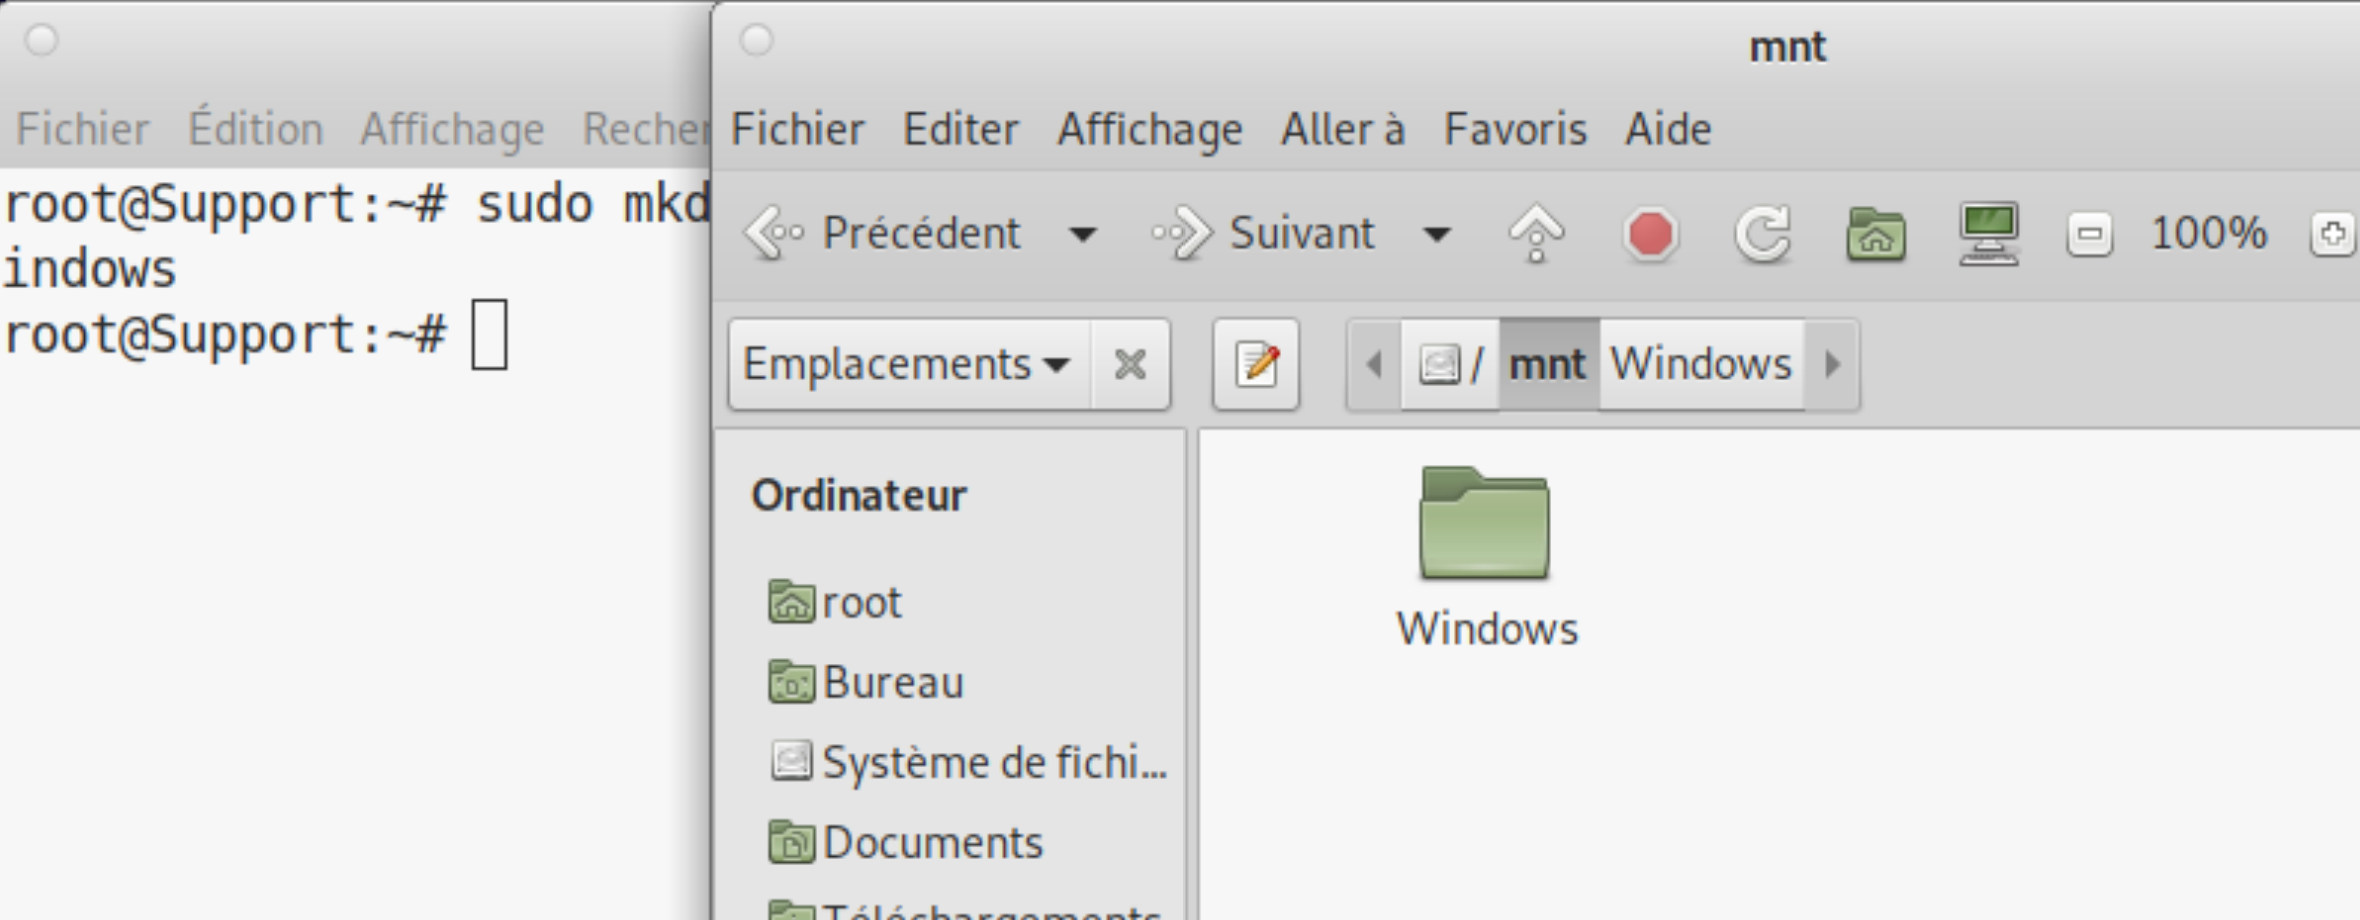 Fichier Édition Affichage Recher
root@Support:~# sudo mkd
indows
root@Support:~#
mnt
Fichier Editer Affichage Aller à Favoris Aide
Précédent Suivant 100%
Emplacements / mnt Windows
Ordinateur
root
Bureau
Système de fichi...
Documents
Téléchargements
Windows